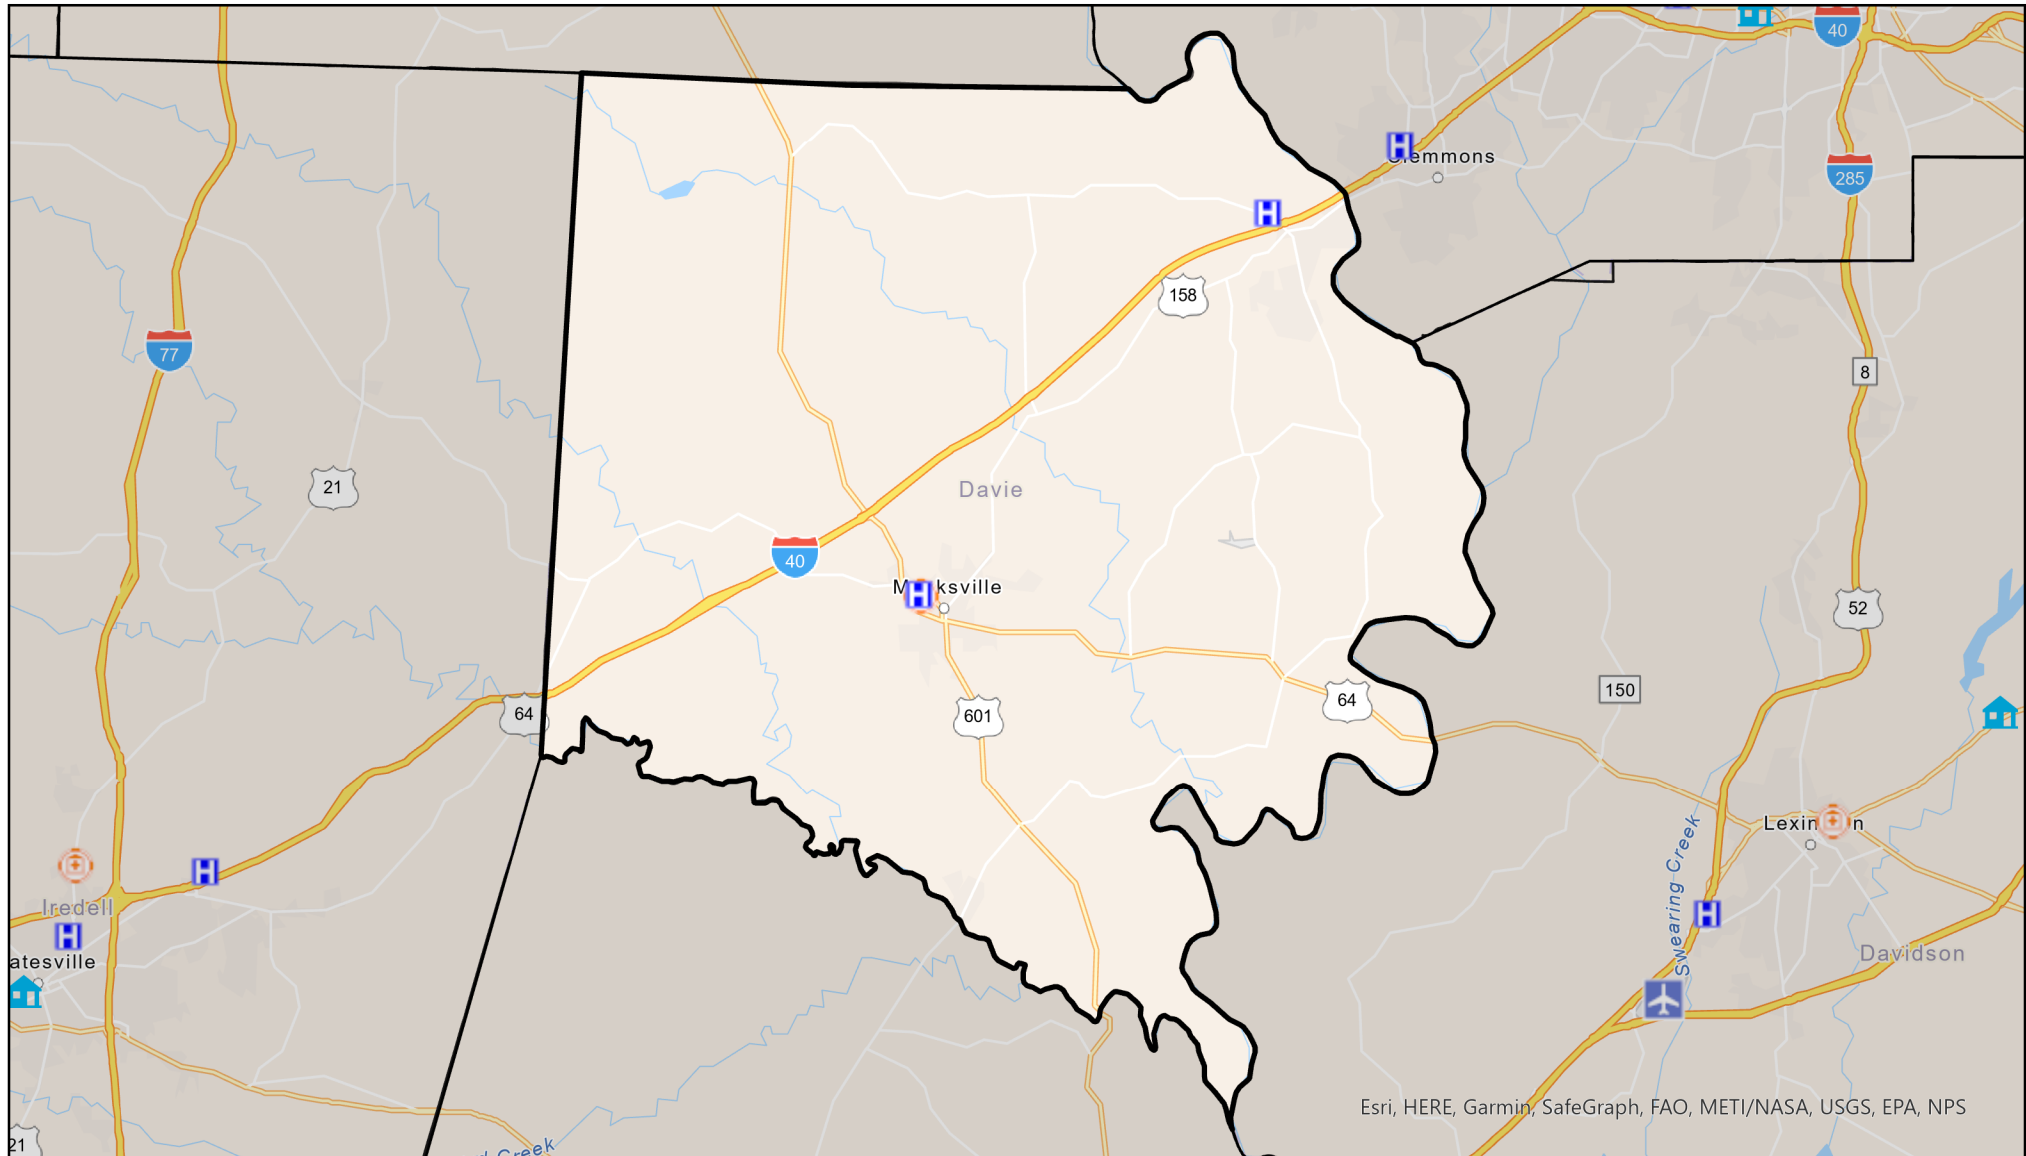 40
Clemmons
285
158
77
8
21
Davie
40
Mocksville
52
64
150
64
601
Lexington
Swearing Creek
Iredell
Davidson
atesville
Esri, HERE, Garmin, SafeGraph, FAO, METI/NASA, USGS, EPA, NPS
21
Creek